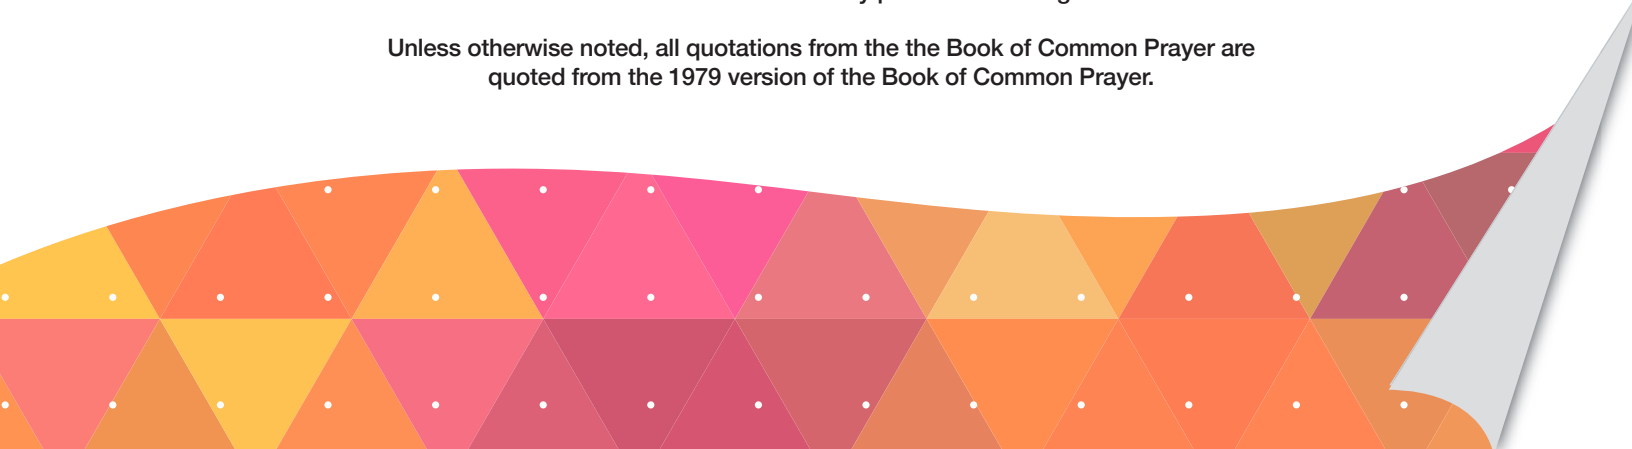 Unless otherwise noted, all quotations from the the Book of Common Prayer are
quoted from the 1979 version of the Book of Common Prayer.